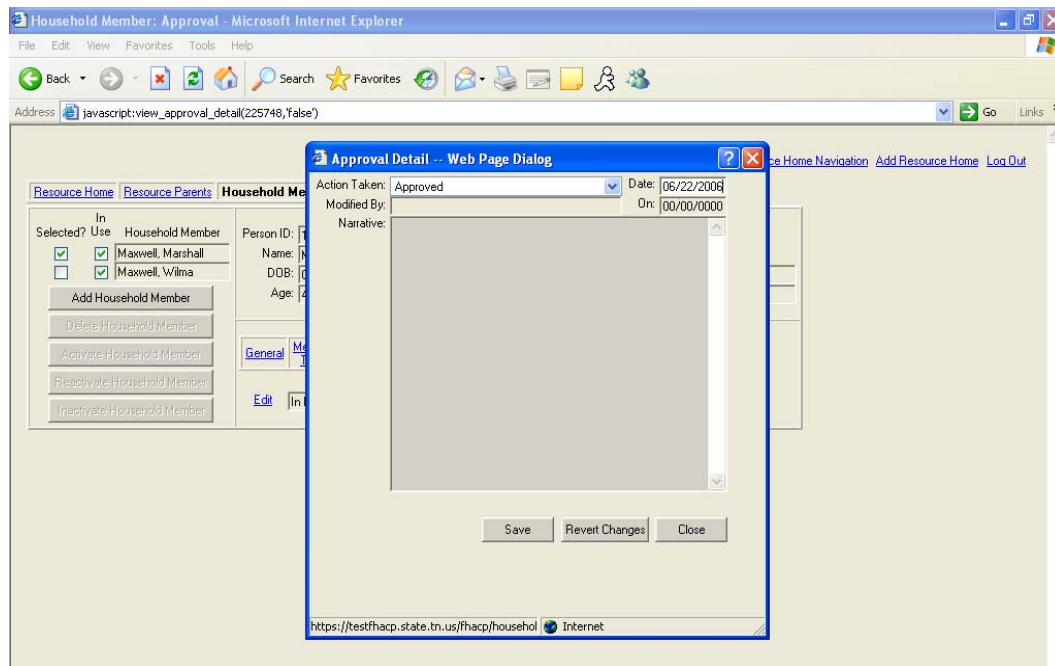 Household Member: Approval - Microsoft Internet Explorer
File Edit View Favorites Tools Help
Back Search Favorites
Address javascript:view_approval_detail(225748,'false') Go Links
ce Home Navigation Add Resource Home Log Out
Resource Home Resource Parents Household Me
Approval Detail -- Web Page Dialog
Action Taken: Approved Date: 06/22/2006
Modified By: On: 00/00/0000
Narrative:
In
Selected? Use Household Member
Maxwell, Marshall
Maxwell, Wilma
Add Household Member
Delete Household Member
Activate Household Member
Reactivate Household Member
Inactivate Household Member
Person ID: 1
Name:
DOB:
Age: 4
General Me
Edit In
Save Revert Changes Close
https://testfhacp.state.tn.us/fhacp/househol Internet